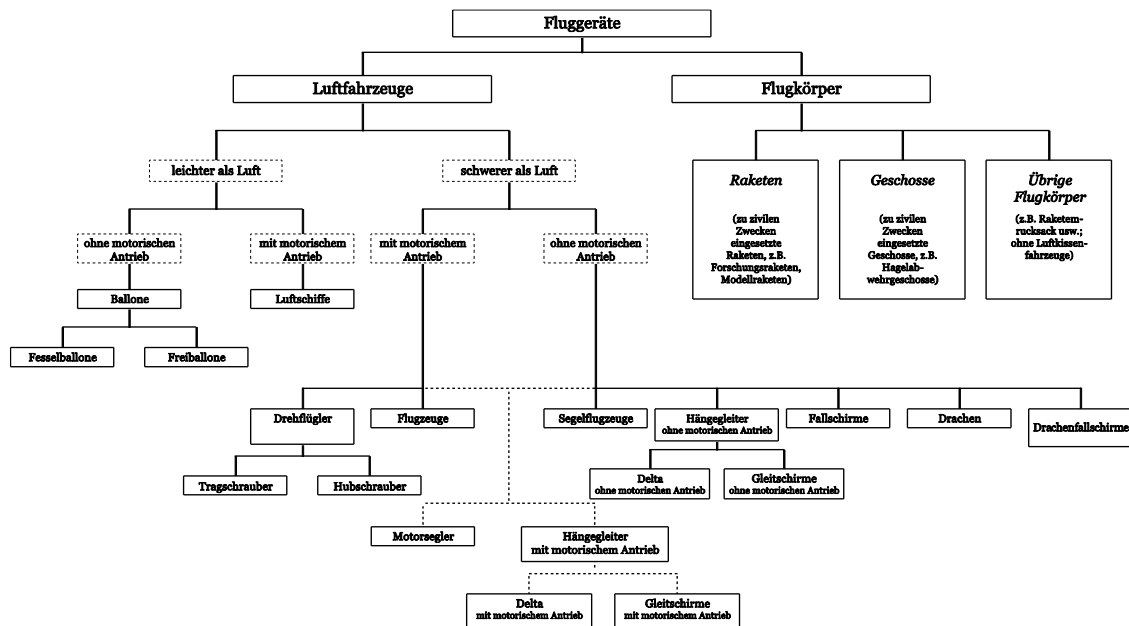 Fluggeräte
Luftfahrzeuge
Flugkörper
leichter als Luft
schwerer als Luft
Raketen
(zu zivilen
Zwecken
eingesetzte
Raketen, z.B.
Forschungsraketen,
Modellraketen)
Geschosse
(zu zivilen
Zwecken
eingesetzte
Geschosse, z.B.
Hagelab-
wehrgeschosse)
Übrige
Flugkörper
(z.B. Raketem-
rucksack usw.;
ohne Luftkissen-
fahrzeuge)
ohne motorischen
Antrieb
mit motorischem
Antrieb
mit motorischem
Antrieb
ohne motorischen
Antrieb
Ballone
Luftschiffe
Fesselballone
Freiballone
Drehflügler
Flugzeuge
Segelflugzeuge
Hängegleiter
ohne motorischen Antrieb
Fallschirme
Drachen
Drachenfallschirme
Tragschrauber
Hubschrauber
Delta
ohne motorischen Antrieb
Gleitschirme
ohne motorischen Antrieb
Motorsegler
Hängegleiter
mit motorischem Antrieb
Delta
mit motorischem Antrieb
Gleitschirme
mit motorischem Antrieb